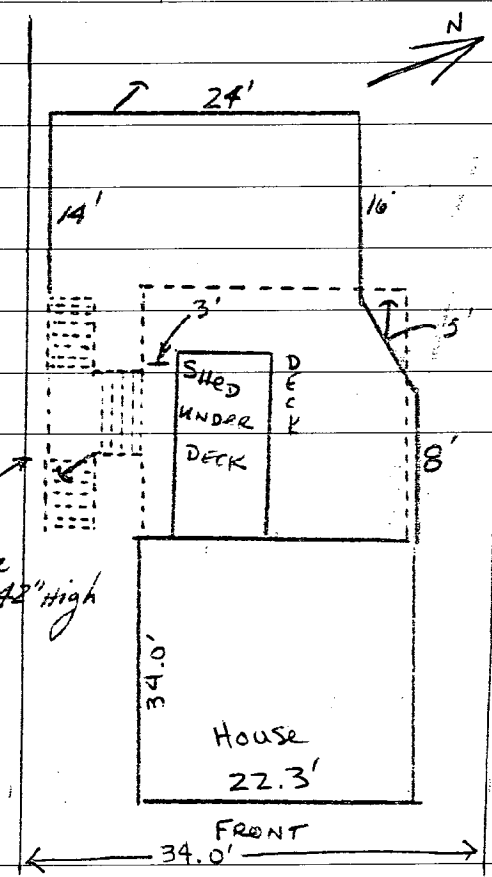 N
24'
14'
16'
3'
5'
SHED
UNDER
DECK
DECK
8'
42" High
34.0'
House
22.3'
FRONT
34.0'